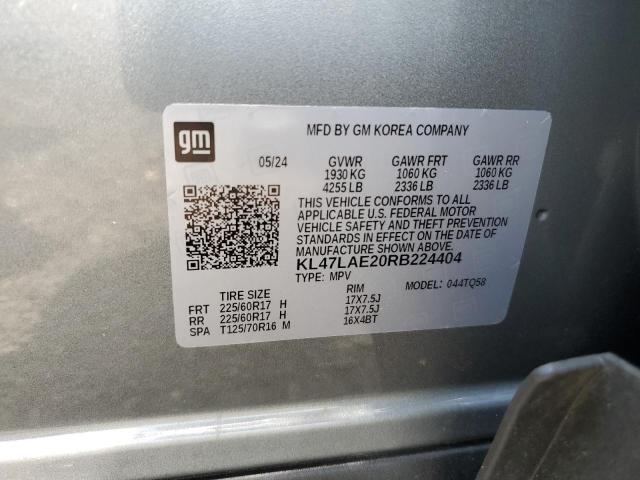 gm
MFD BY GM KOREA COMPANY
05/24 GVWR GAWR FRT GAWR RR
1930 KG 1060 KG 1060 KG
4255 LB 2336 LB 2336 LB
THIS VEHICLE CONFORMS TO ALL
APPLICABLE U.S. FEDERAL MOTOR
VEHICLE SAFETY AND THEFT PREVENTION
STANDARDS IN EFFECT ON THE DATE OF
MANUFACTURE SHOWN ABOVE.
KL47LAE20RB224404
TYPE: MPV MODEL: 044TQ58
TIRE SIZE RIM
FRT 225/60R17 H 17X7.5J
RR 225/60R17 H 17X7.5J
SPA T125/70R16 M 16X4BT